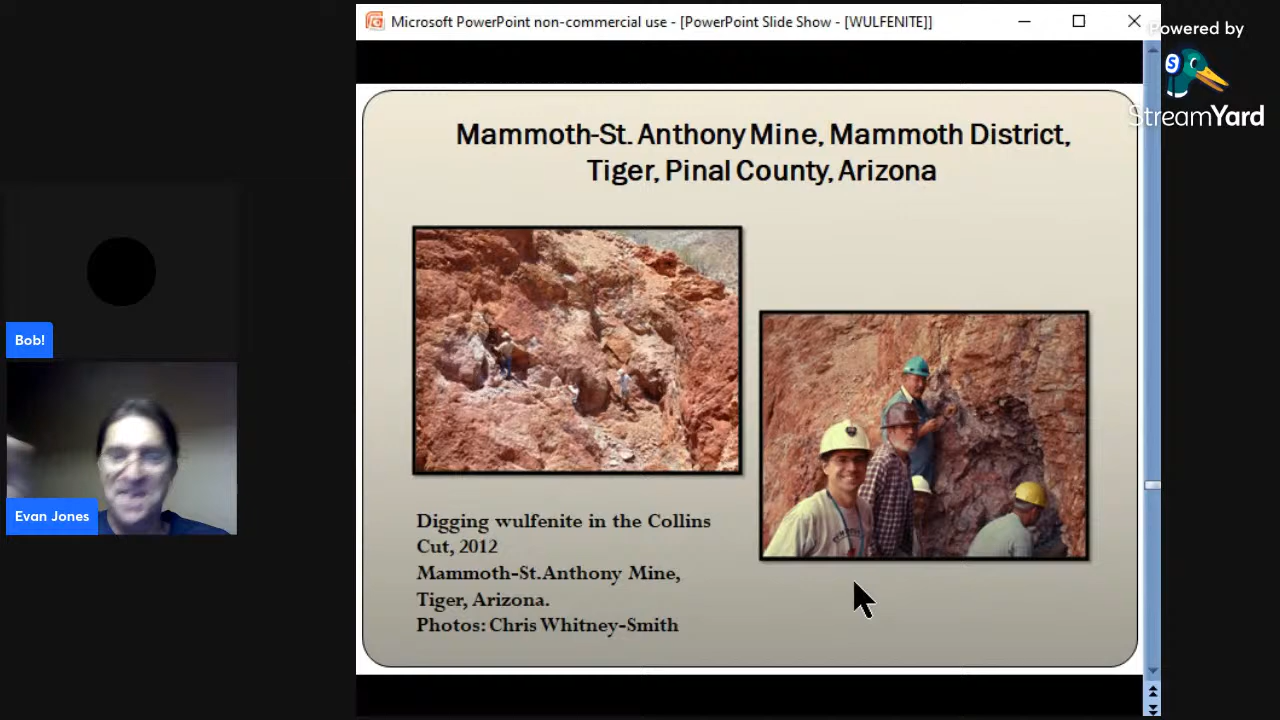 Microsoft PowerPoint non-commercial use - [PowerPoint Slide Show - [WULFENITE]]
Powered by
S
StreamYard
Mammoth-St. Anthony Mine, Mammoth District,
Tiger, Pinal County, Arizona
Bob!
Evan Jones
Digging wulfenite in the Collins
Cut, 2012
Mammoth-St.Anthony Mine,
Tiger, Arizona.
Photos: Chris Whitney-Smith